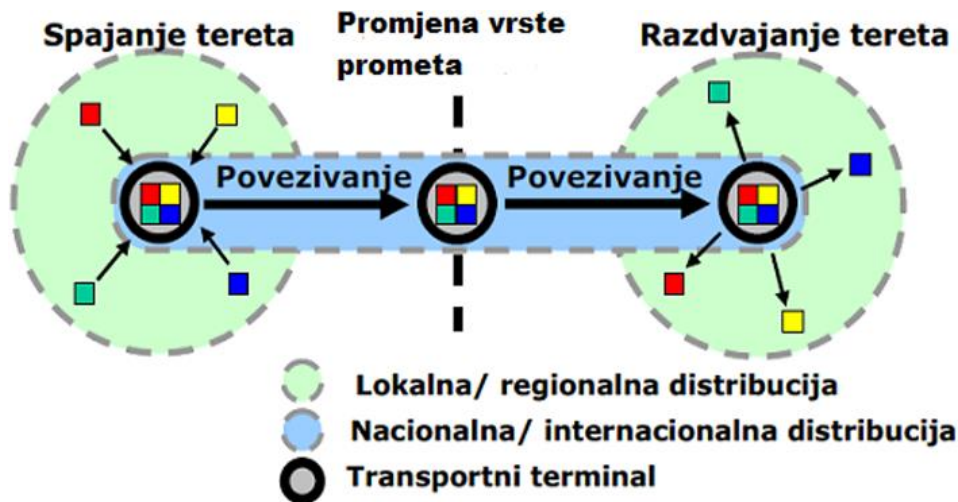 Spajanje tereta
Promjena vrste
prometa
Razdvajanje tereta
Povezivanje
Povezivanje
Lokalna/ regionalna distribucija
Nacionalna/ internacionalna distribucija
Transportni terminal